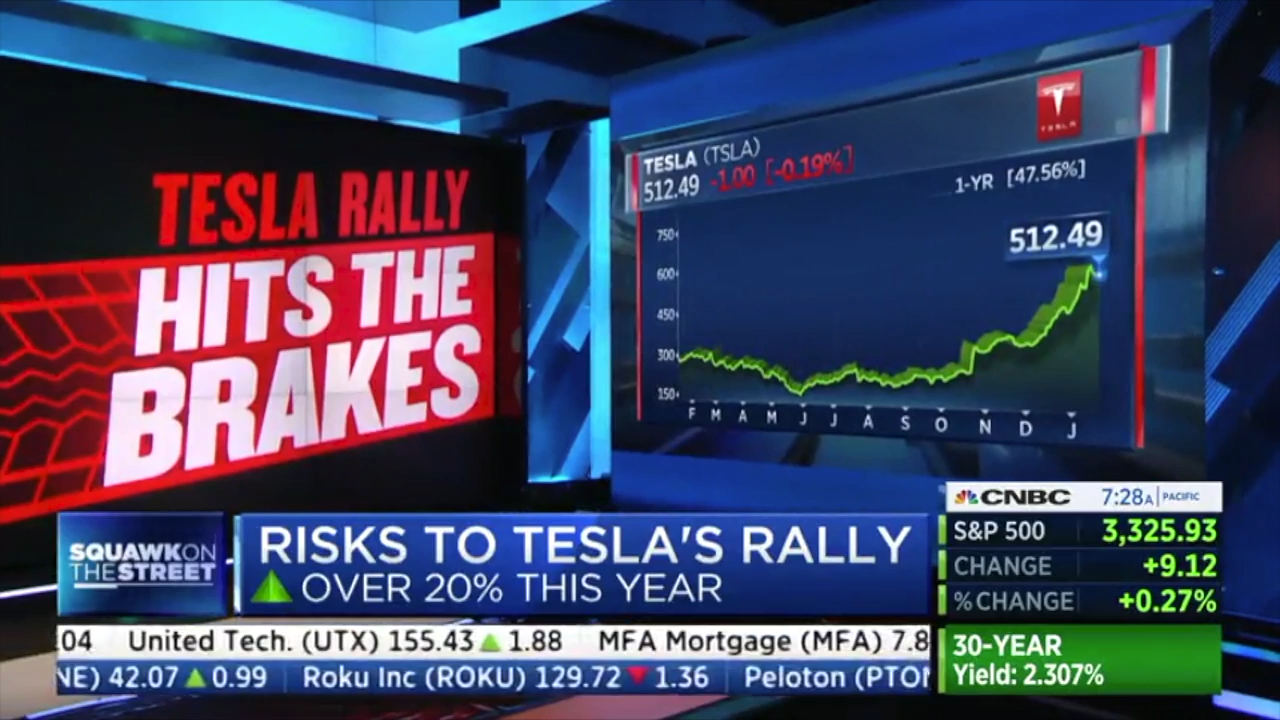 TESLA RALLY
HITS THE
BRAKES
TESLA
TESLA (TSLA)
512.49 -1.00 [-0.19%]
1-YR [47.56%]
512.49
750
600
450
300
150
F M A M J J A S O N D J
CNBC 7:28A PACIFIC
S&P 500 3,325.93
CHANGE +9.12
% CHANGE +0.27%
30-YEAR
Yield: 2.307%
SQUAWK ON
THE STREET
RISKS TO TESLA'S RALLY
OVER 20% THIS YEAR
.04 United Tech. (UTX) 155.43 ▲ 1.88 MFA Mortgage (MFA) 7.8
NE) 42.07 ▲ 0.99 Roku Inc (ROKU) 129.72 ▼ 1.36 Peloton (PTO